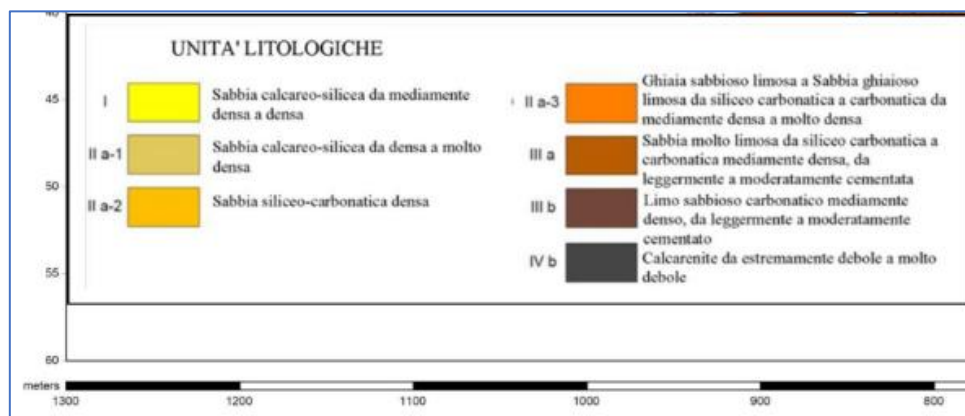 40
UNITA' LITOLOGICHE
I
Sabbia calcareo-silicea da mediamente
densa a densa
II a-1
Sabbia calcareo-silicea da densa a molto
densa
II a-2
Sabbia siliceo-carbonatica densa
II a-3
Ghiaia sabbioso limosa a Sabbia ghiaioso
limosa da siliceo carbonatica a carbonatica da
mediamente densa a molto densa
III a
Sabbia molto limosa da siliceo carbonatica a
carbonatica mediamente densa, da
leggermente a moderatamente cementata
III b
Limo sabbioso carbonatico mediamente
denso, da leggermente a moderatamente
cementato
IV b
Calcarenite da estremamente debole a molto
debole
45
50
55
60
meters
1300 1200 1100 1000 900 800